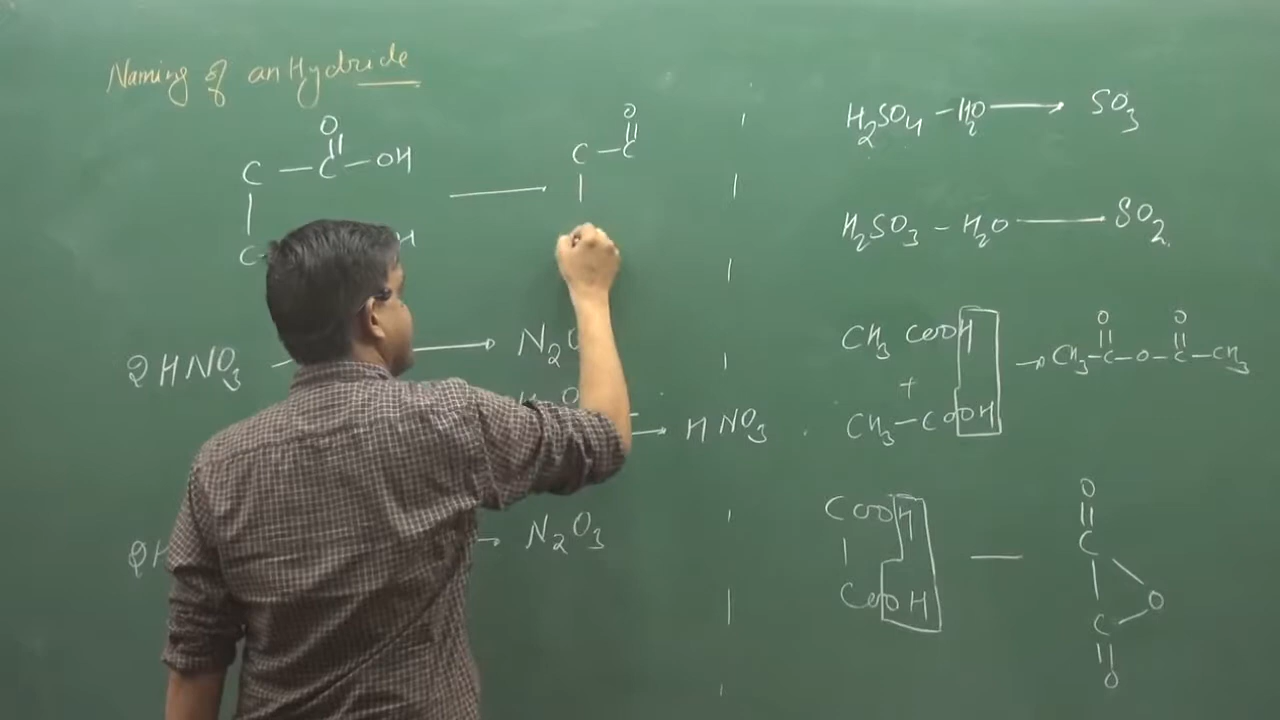 Naming of anHydride
O
C — C — OH
C H
2HNO3 → N2O
→ HNO3
→ N2O3
O
C — C
H2SO4 – H2O → SO3
H2SO3 – H2O → SO2
CH3 COOH
+
CH3 – COOH
→ CH3 – C – O – C – CH3
O O
COOH
COOH
—
O
C
O
C
O